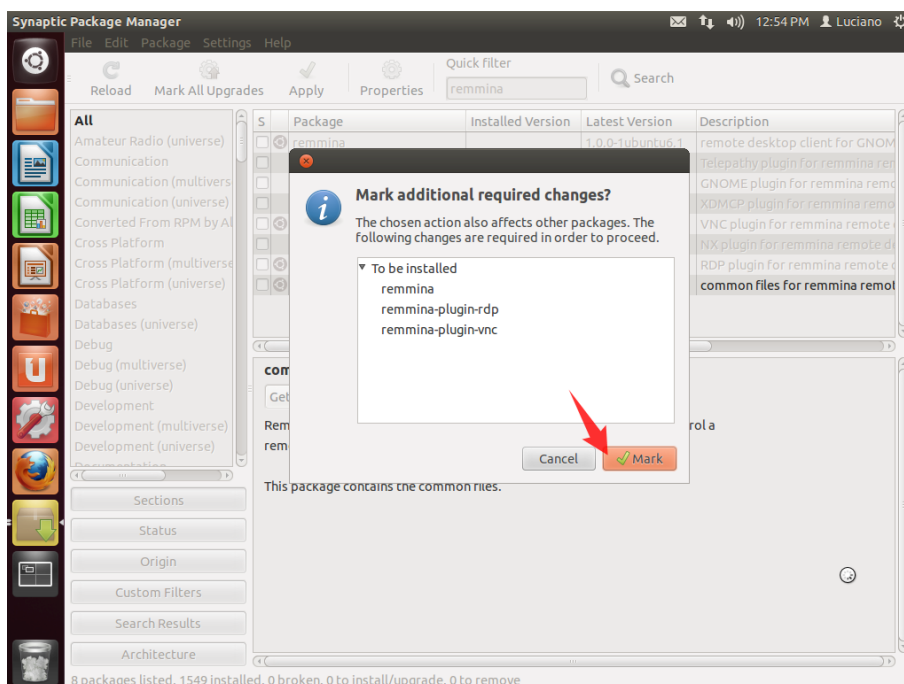 Synaptic Package Manager
12:54 PM Luciano
File Edit Package Settings Help
Reload Mark All Upgrades Apply Properties
Quick filter
remmina
Search
All
Amateur Radio (universe)
Communication
Communication (multivers
Communication (universe)
Converted From RPM by Al
Cross Platform
Cross Platform (multiverse
Cross Platform (universe)
Databases
Databases (universe)
Debug
Debug (multiverse)
Debug (universe)
Development
Development (multiverse)
Development (universe)
Sections
Status
Origin
Custom Filters
Search Results
Architecture
S Package Installed Version Latest Version Description
remmina 1.0.0-1ubuntu6.1 remote desktop client for GNOM
Telepathy plugin for remmina rem
GNOME plugin for remmina remo
XDMCP plugin for remmina remo
VNC plugin for remmina remote
NX plugin for remmina remote de
RDP plugin for remmina remote d
common files for remmina remot
Mark additional required changes?
The chosen action also affects other packages. The
following changes are required in order to proceed.
To be installed
remmina
remmina-plugin-rdp
remmina-plugin-vnc
Cancel Mark
com
Get
Rem
rol a
rem
This package contains the common files.
8 packages listed, 1549 installed, 0 broken. 0 to install/upgrade, 0 to remove